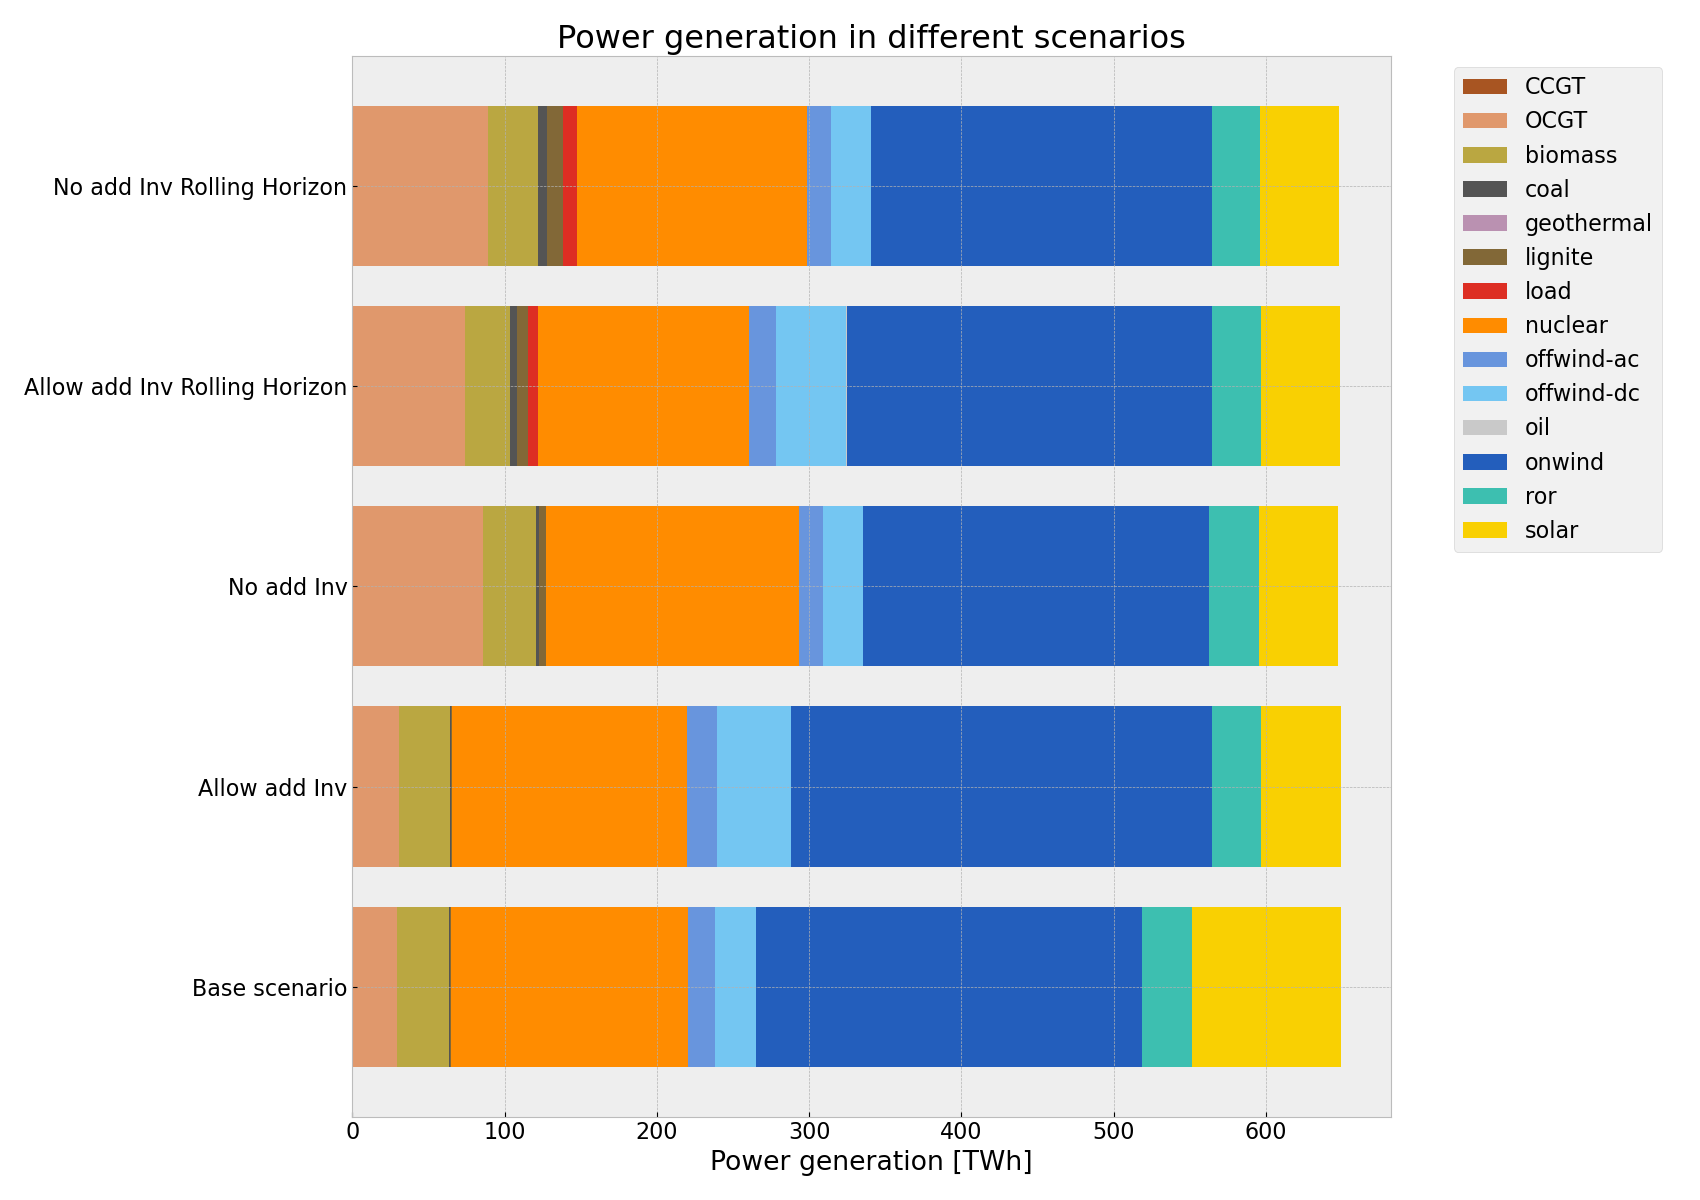 Power generation in different scenarios
No add Inv Rolling Horizon
Allow add Inv Rolling Horizon
No add Inv
Allow add Inv
Base scenario
0 100 200 300 400 500 600
Power generation [TWh]
CCGT
OCGT
biomass
coal
geothermal
lignite
load
nuclear
offwind-ac
offwind-dc
oil
onwind
ror
solar